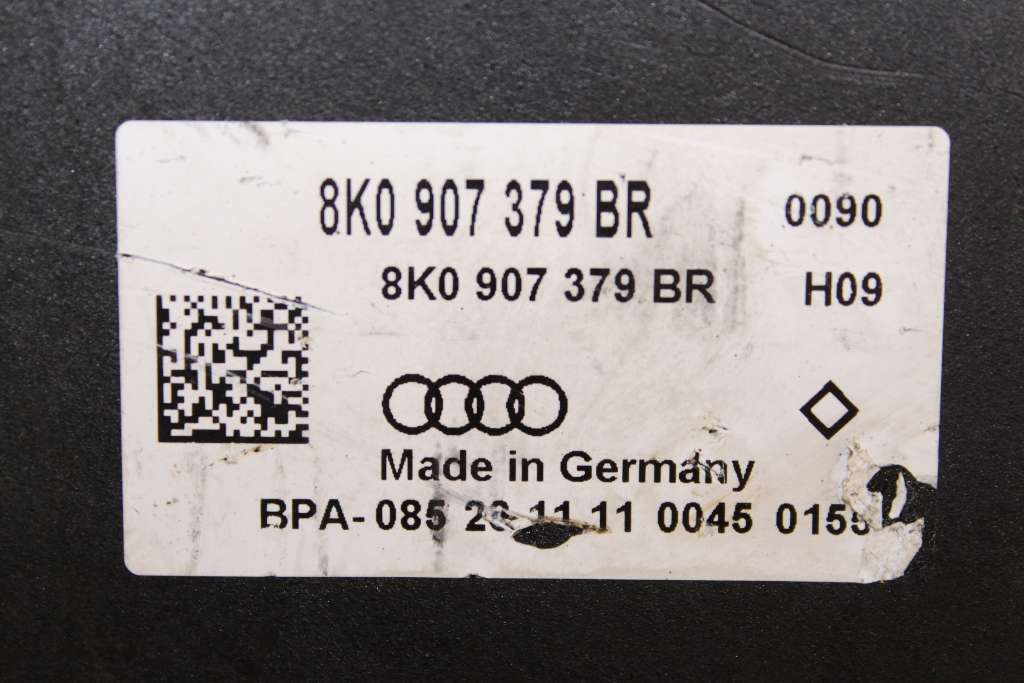 8K0 907 379 BR 0090
8K0 907 379 BR H09
Made in Germany
BPA-085 11 11 0045